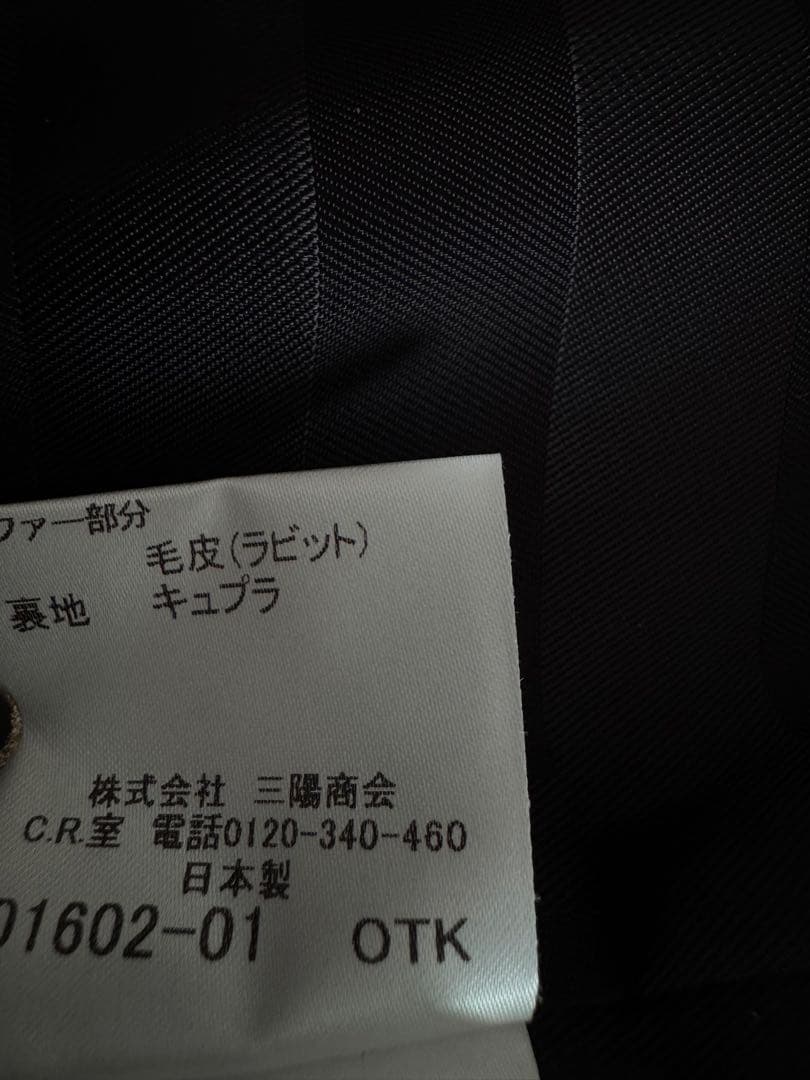 ファー部分
毛皮(ラビット)
裏地 キュプラ
株式会社 三陽商会
C.R.室 電話0120-340-460
日本製
01602-01 OTK